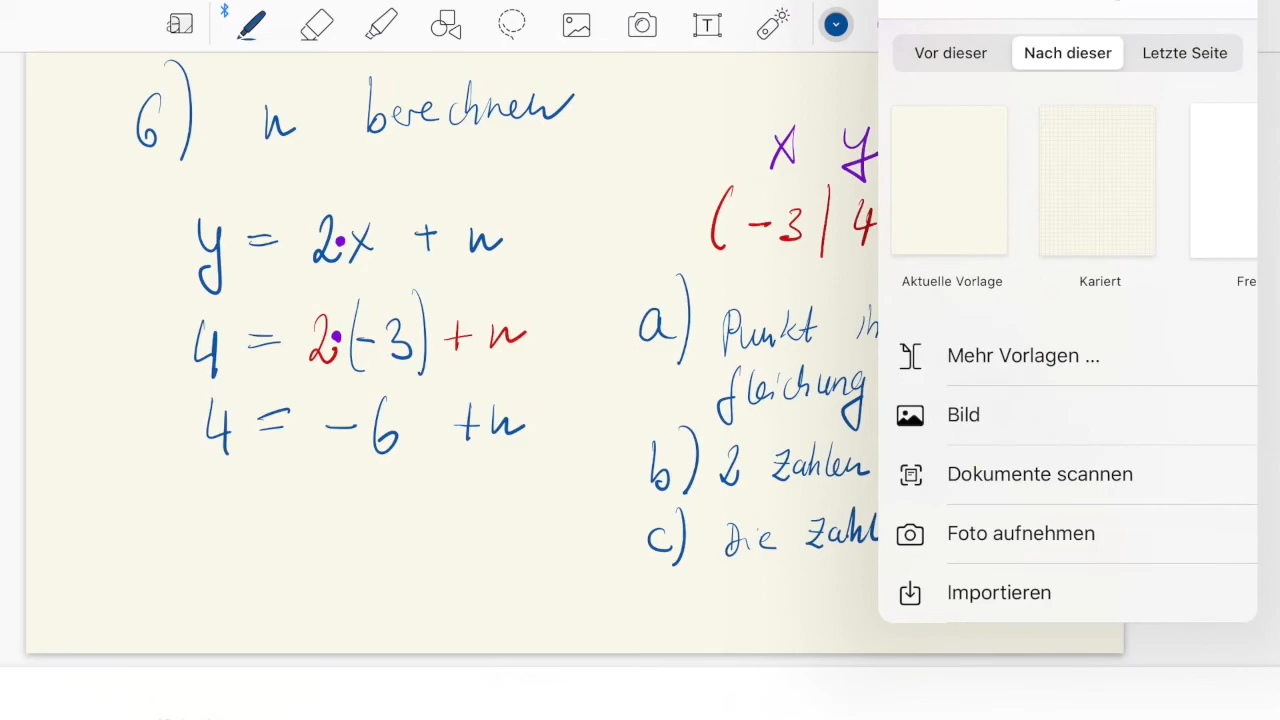 Vor dieser Nach dieser Letzte Seite
6) n berechnen
x y
y = 2·x + n
(-3|4
4 = 2·(-3) + n
a) Punkt in
Gleichung
4 = -6 +n
b) 2 Zahlen
c) Die Zahl
Aktuelle Vorlage Kariert Fre
Mehr Vorlagen ...
Bild
Dokumente scannen
Foto aufnehmen
Importieren
T